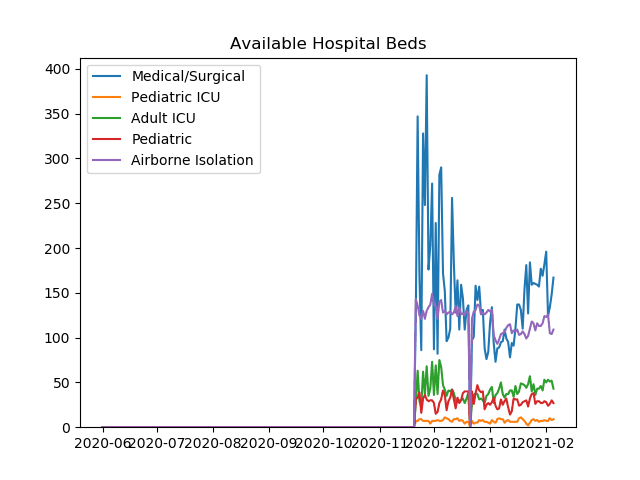 Available Hospital Beds
400
350
300
250
200
150
100
50
0
Medical/Surgical
Pediatric ICU
Adult ICU
Pediatric
Airborne Isolation
2020-06 2020-07 2020-08 2020-09 2020-10 2020-11 2020-12 2021-01 2021-02